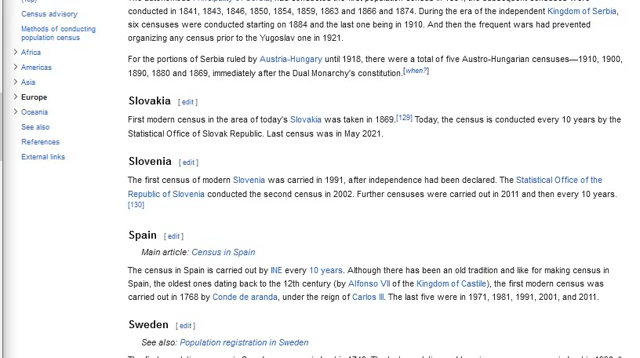 Census advisory
Methods of conducting
population census
Africa
Americas
Asia
Europe
Oceania
See also
References
External links
conducted in 1841, 1843, 1846, 1850, 1854, 1859, 1863 and 1866 and 1874. During the era of the independent Kingdom of Serbia,
six censuses were conducted starting on 1884 and the last one being in 1910. And then the frequent wars had prevented
organizing any census prior to the Yugoslav one in 1921.
For the portions of Serbia ruled by Austria-Hungary until 1918, there were a total of five Austro-Hungarian censuses—1910, 1900,
1890, 1880 and 1869, immediately after the Dual Monarchy's constitution.[when?]
Slovakia [ edit ]
First modern census in the area of today's Slovakia was taken in 1869.[129] Today, the census is conducted every 10 years by the
Statistical Office of Slovak Republic. Last census was in May 2021.
Slovenia [ edit ]
The first census of modern Slovenia was carried in 1991, after independence had been declared. The Statistical Office of the
Republic of Slovenia conducted the second census in 2002. Further censuses were carried out in 2011 and then every 10 years.
[130]
Spain [ edit ]
Main article: Census in Spain
The census in Spain is carried out by INE every 10 years. Although there has been an old tradition and like for making census in
Spain, the oldest ones dating back to the 12th century (by Alfonso VII of the Kingdom of Castile), the first modern census was
carried out in 1768 by Conde de aranda, under the reign of Carlos III. The last five were in 1971, 1981, 1991, 2001, and 2011.
Sweden [ edit ]
See also: Population registration in Sweden